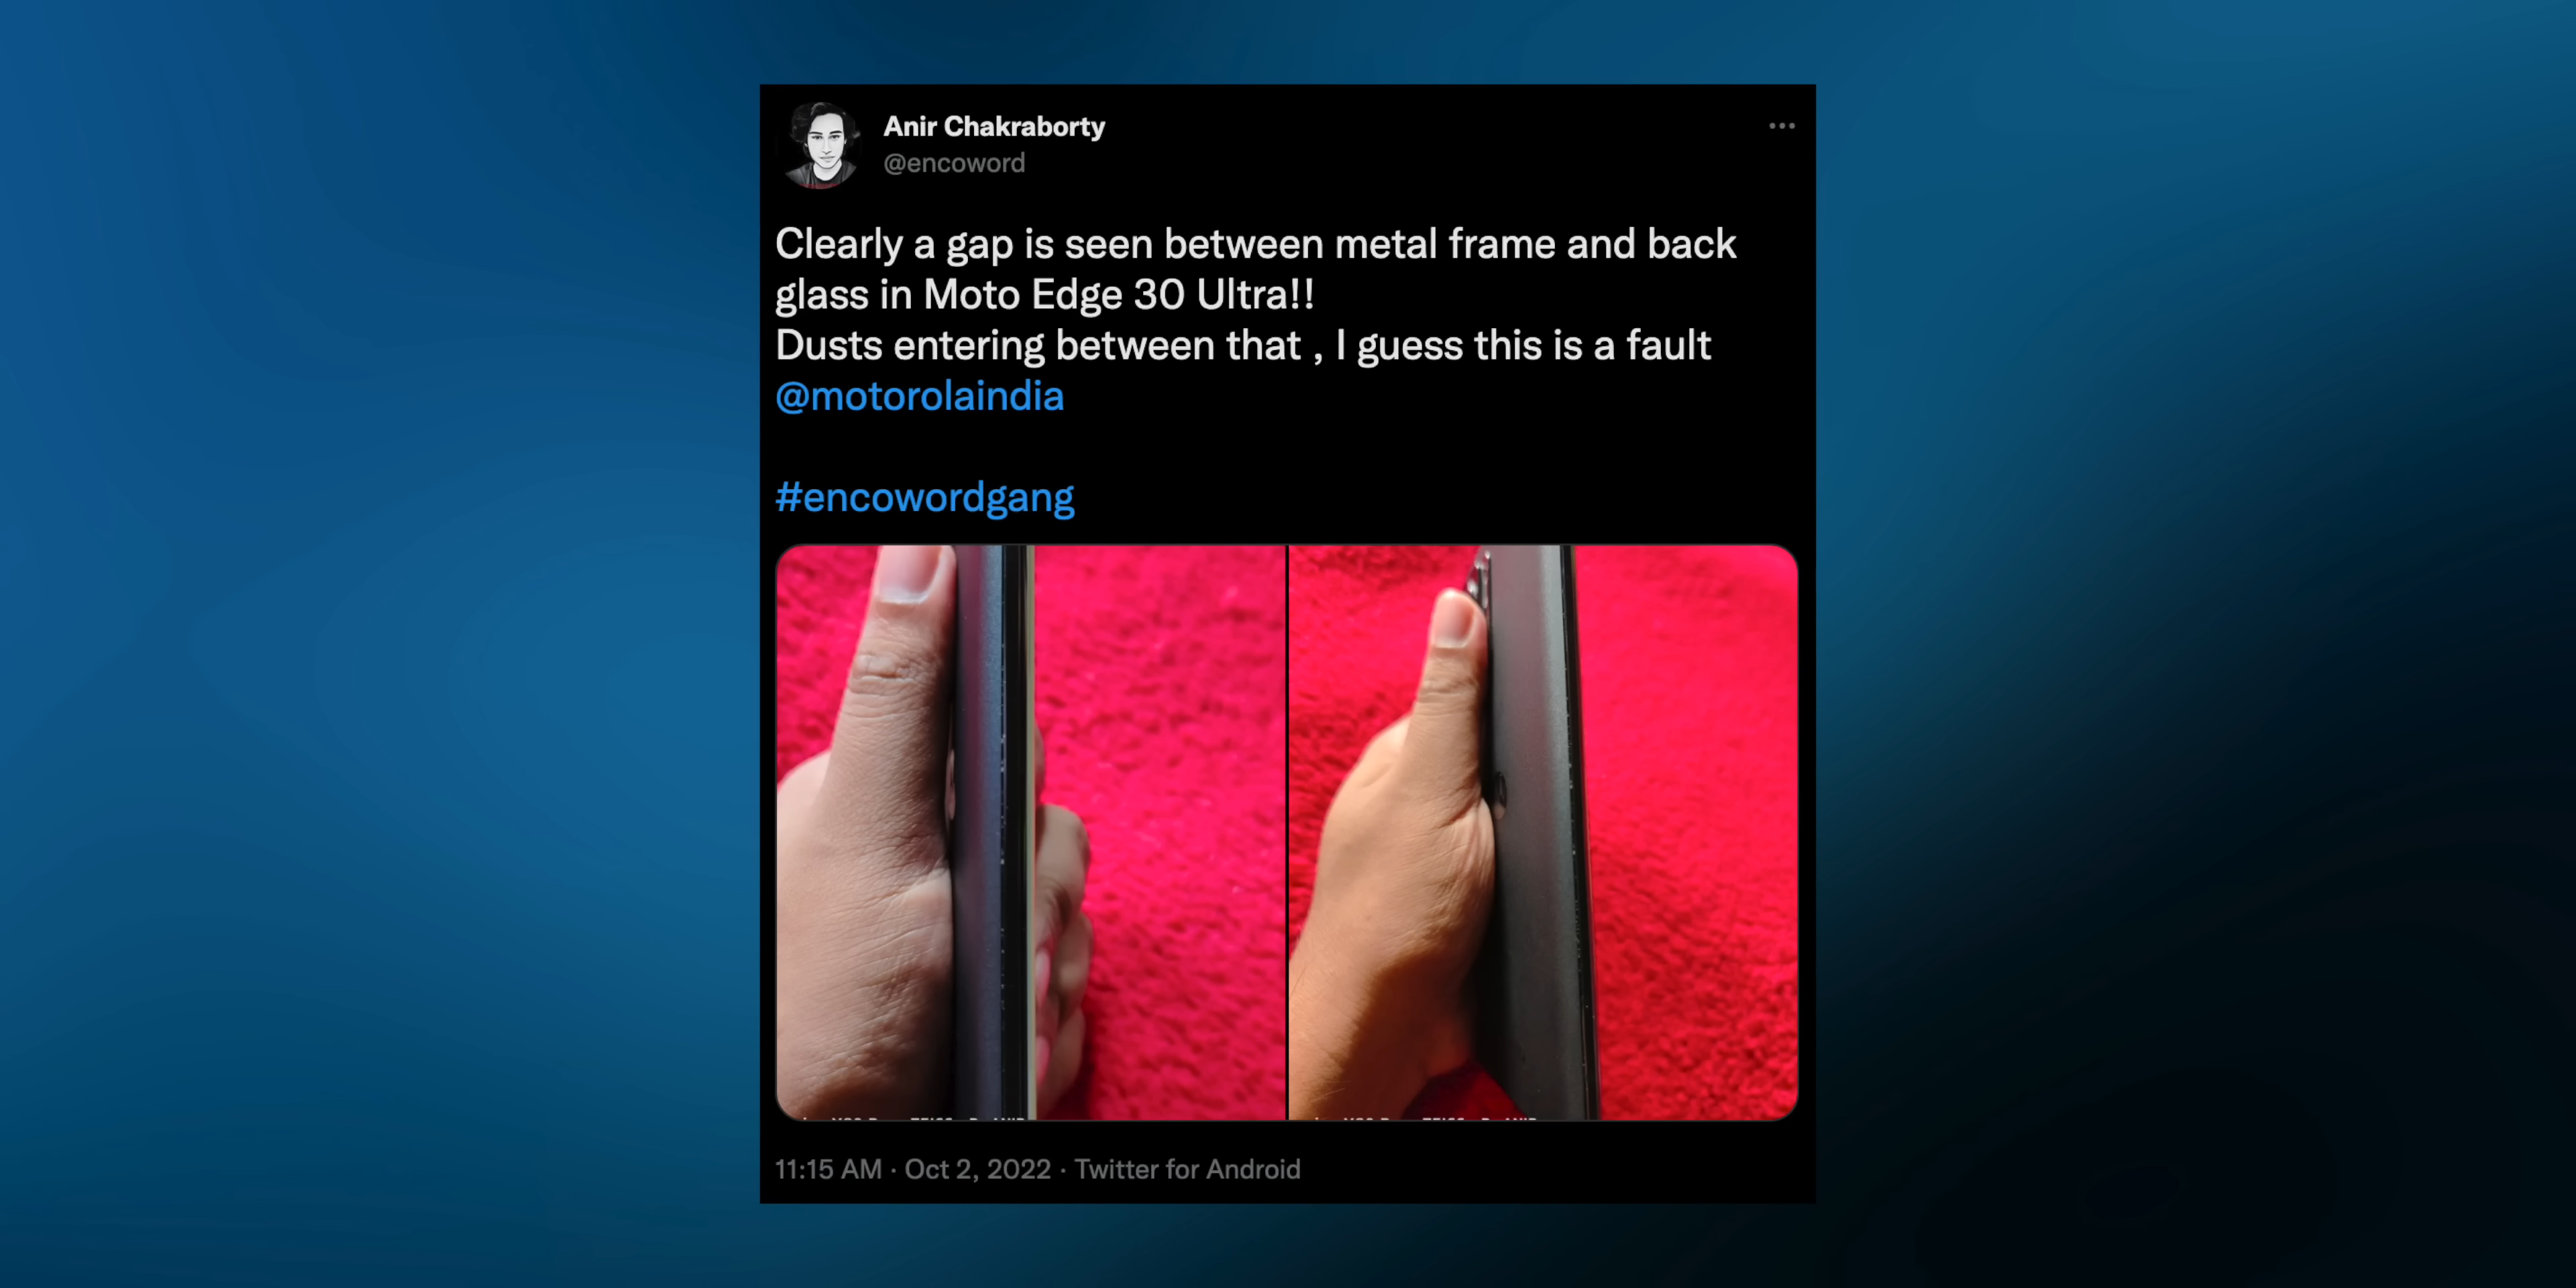 Anir Chakraborty
@encoword
Clearly a gap is seen between metal frame and back
glass in Moto Edge 30 Ultra!!
Dusts entering between that , I guess this is a fault
@motorolaindia
#encowordgang
11:15 AM · Oct 2, 2022 · Twitter for Android